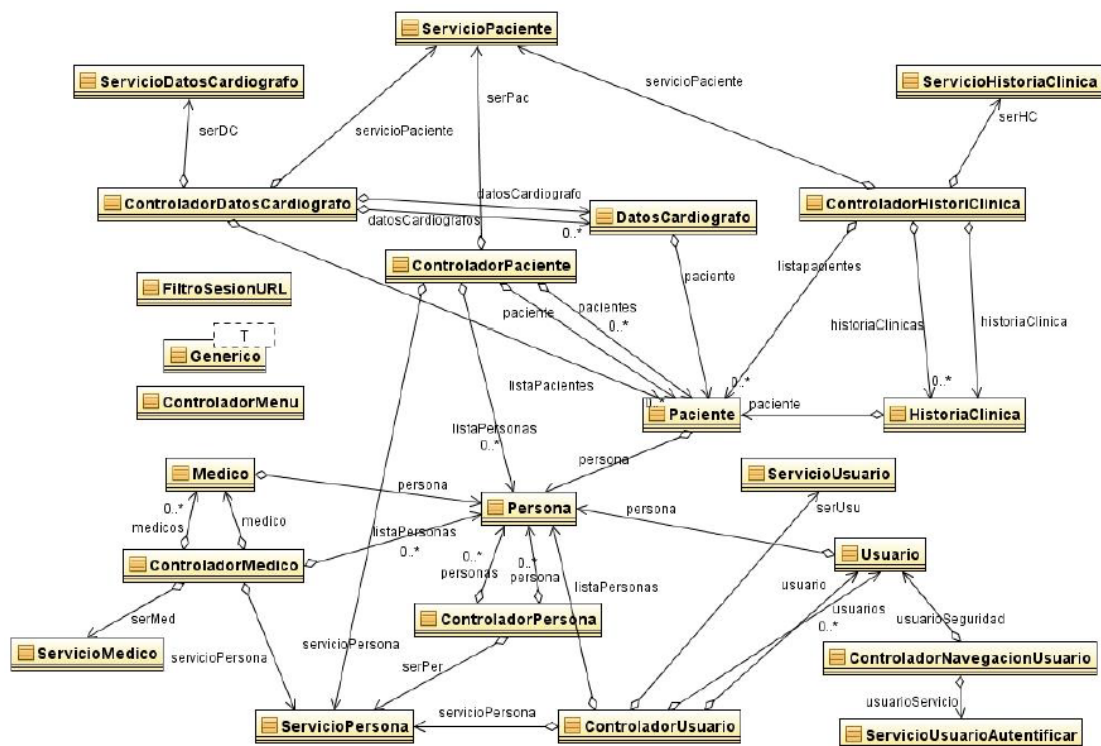 ServicioPaciente
ServicioDatosCardiografo
ServicioHistoriaClinica
servicioPaciente
serPac
serHC
serDC
servicioPaciente
datosCardiografo
ControladorDatosCardiografo
ControladorHistoriClinica
datosCardiografos
DatosCardiografo
0..*
ControladorPaciente
listapacientes
paciente
FiltroSesionURL
pacientes
paciente
0..*
historiaClinicas
historiaClinica
T
Generico
listaPacientes
0..*
0..*
ControladorMenu
0..*
Paciente
paciente
HistoriaClinica
listaPersonas
0..*
persona
Medico
ServicioUsuario
persona
0..*
Persona
persona
serUsu
medicos
medico
listaPersonas
0..*
Usuario
0..*
0..*
ControladorMedico
personas
persona
listaPersonas
usuario
usuarios
ControladorPersona
usuarioSeguridad
serMed
0..*
servicioPersona
ServicioMedico
servicioPersona
serPer
ControladorNavegacionUsuario
usuarioServicio
servicioPersona
ServicioPersona
ControladorUsuario
ServicioUsuarioAutentificar